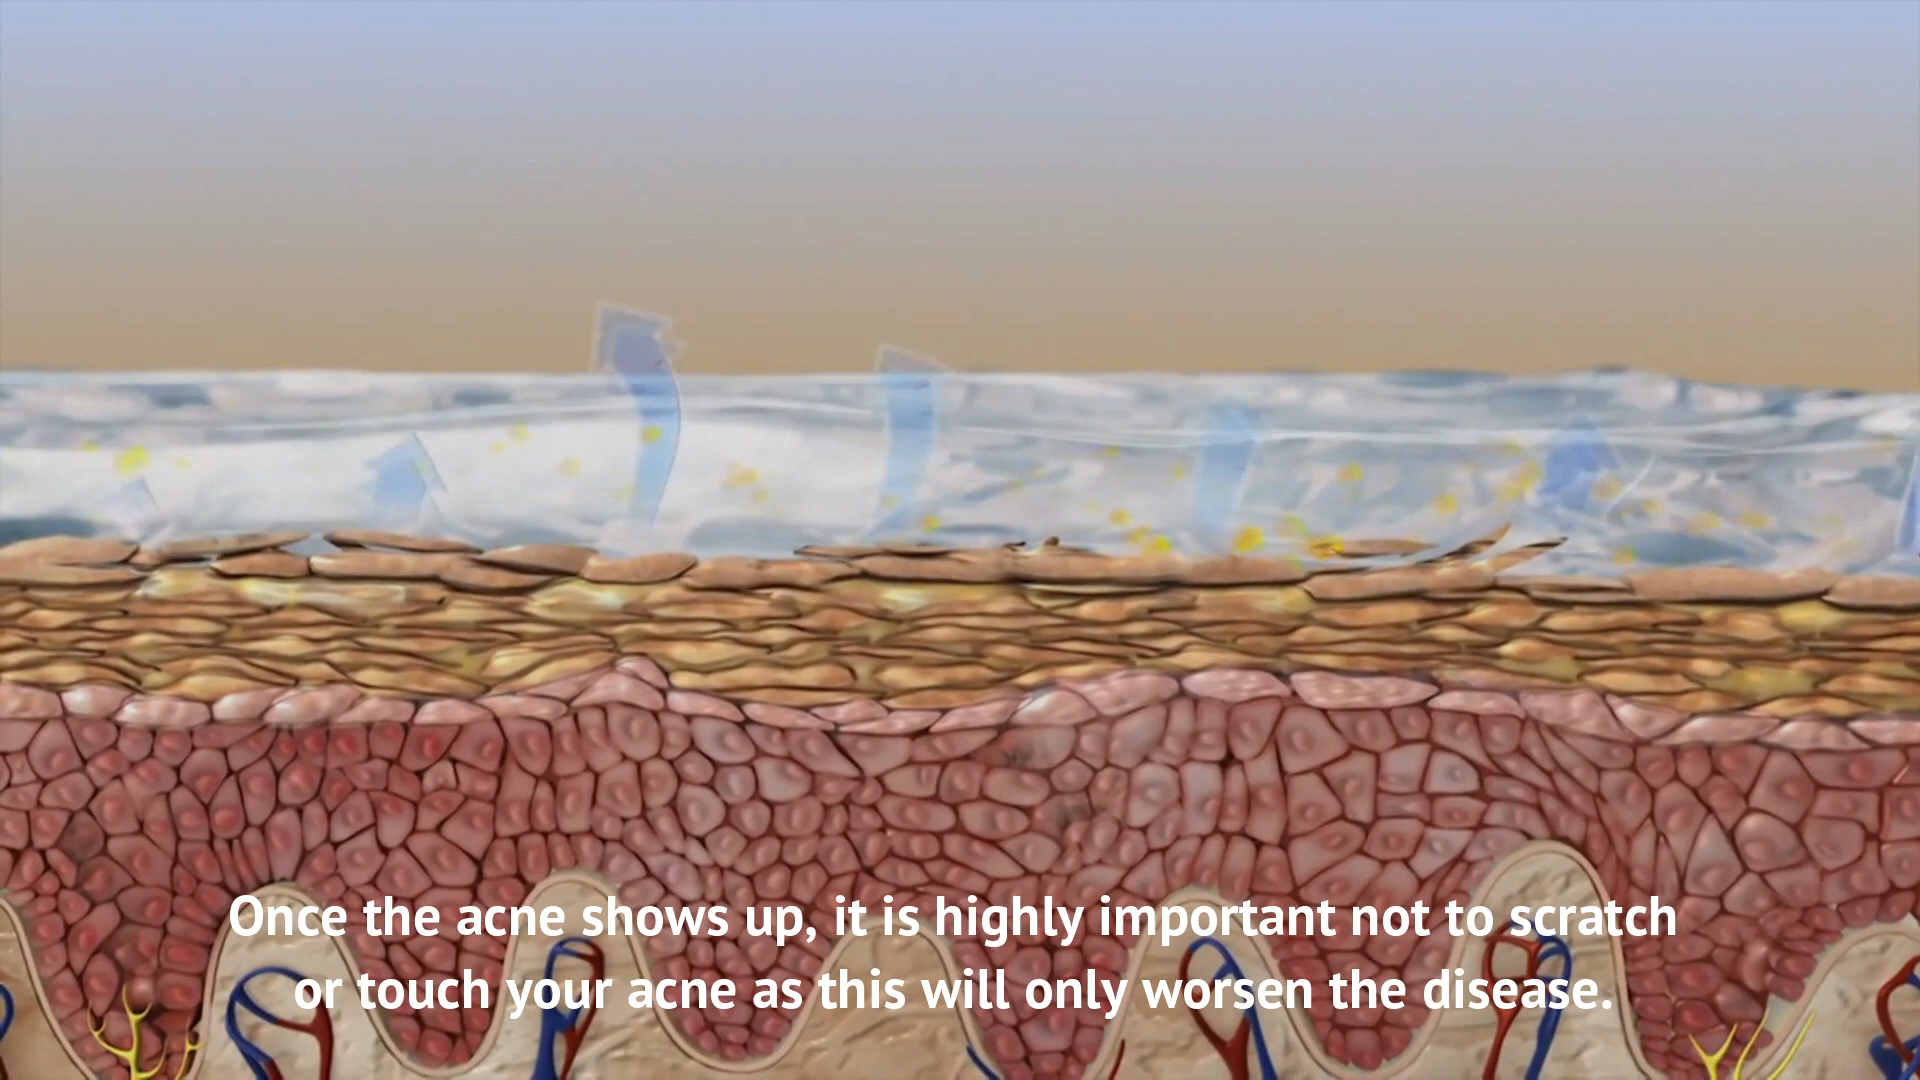 Once the acne shows up, it is highly important not to scratch
or touch your acne as this will only worsen the disease.